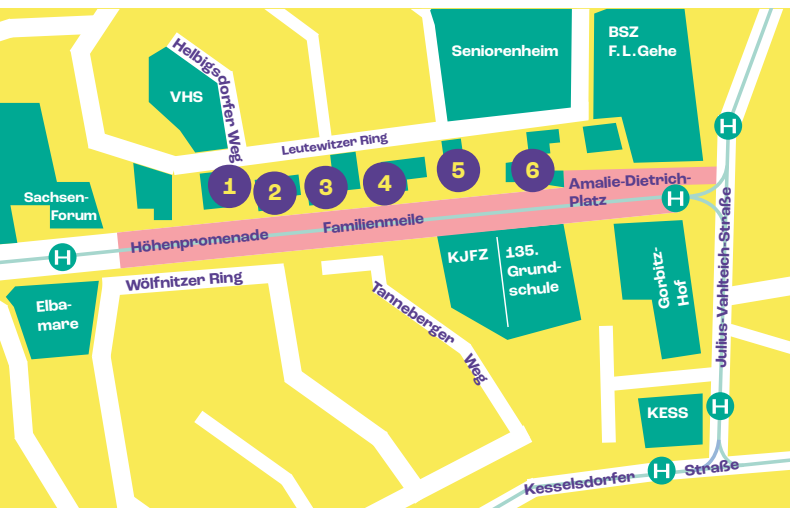 BSZ
F. L. Gehe
Seniorenheim
Helbigsdorfer Weg
VHS
H
Leutewitzer Ring
1
2
3
4
5
6
Sachsen-
Forum
Amalie-Dietrich-
Platz
H
Höhenpromenade
Familienmeile
H
KJFZ
135.
Grund-
schule
Gorbitz-
Hof
Julius-Vahlteich-Straße
Wölfnitzer Ring
Elba-
mare
Tanneberger Weg
KESS
H
H
Kesselsdorfer Straße